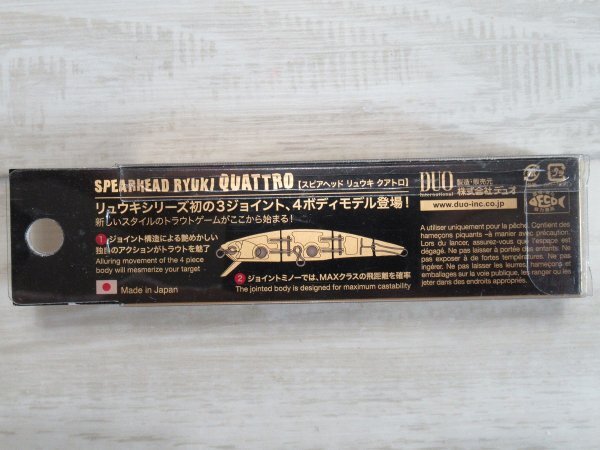 SPEARHEAD RYUKI QUATTRO [スピアヘッド リュウキ クアトロ]
リュウキシリーズ初の3ジョイント、4ボディモデル登場!
新しいスタイルのトラウトゲームがここから始まる!
1 ジョイント構造による艶めかしい
独自のアクションがトラウトを魅了
Alluring movement of the 4 piece
body will mesmerize your target
Made in Japan
2 ジョイントミノーでは、MAXクラスの飛距離を確率
The jointed body is designed for maximum castability
DUO
International
製造・販売元
株式会社デュオ
www.duo-inc.co.jp
A utiliser uniquement pour la pêche. Contient des
hameçons piquants -à manier avec précaution.
Lors du lancer, assurez-vous que l'espace est
dégagé. Ne pas laisser à portée des enfants. Ne
pas exposer à de fortes températures. Ne pas
ingérer. Ne pas laisser les leurres, hameçons et
emballages sur la voie publique, les ranger ou les
jeter dans des endroits appropriés.
プラ
ECO